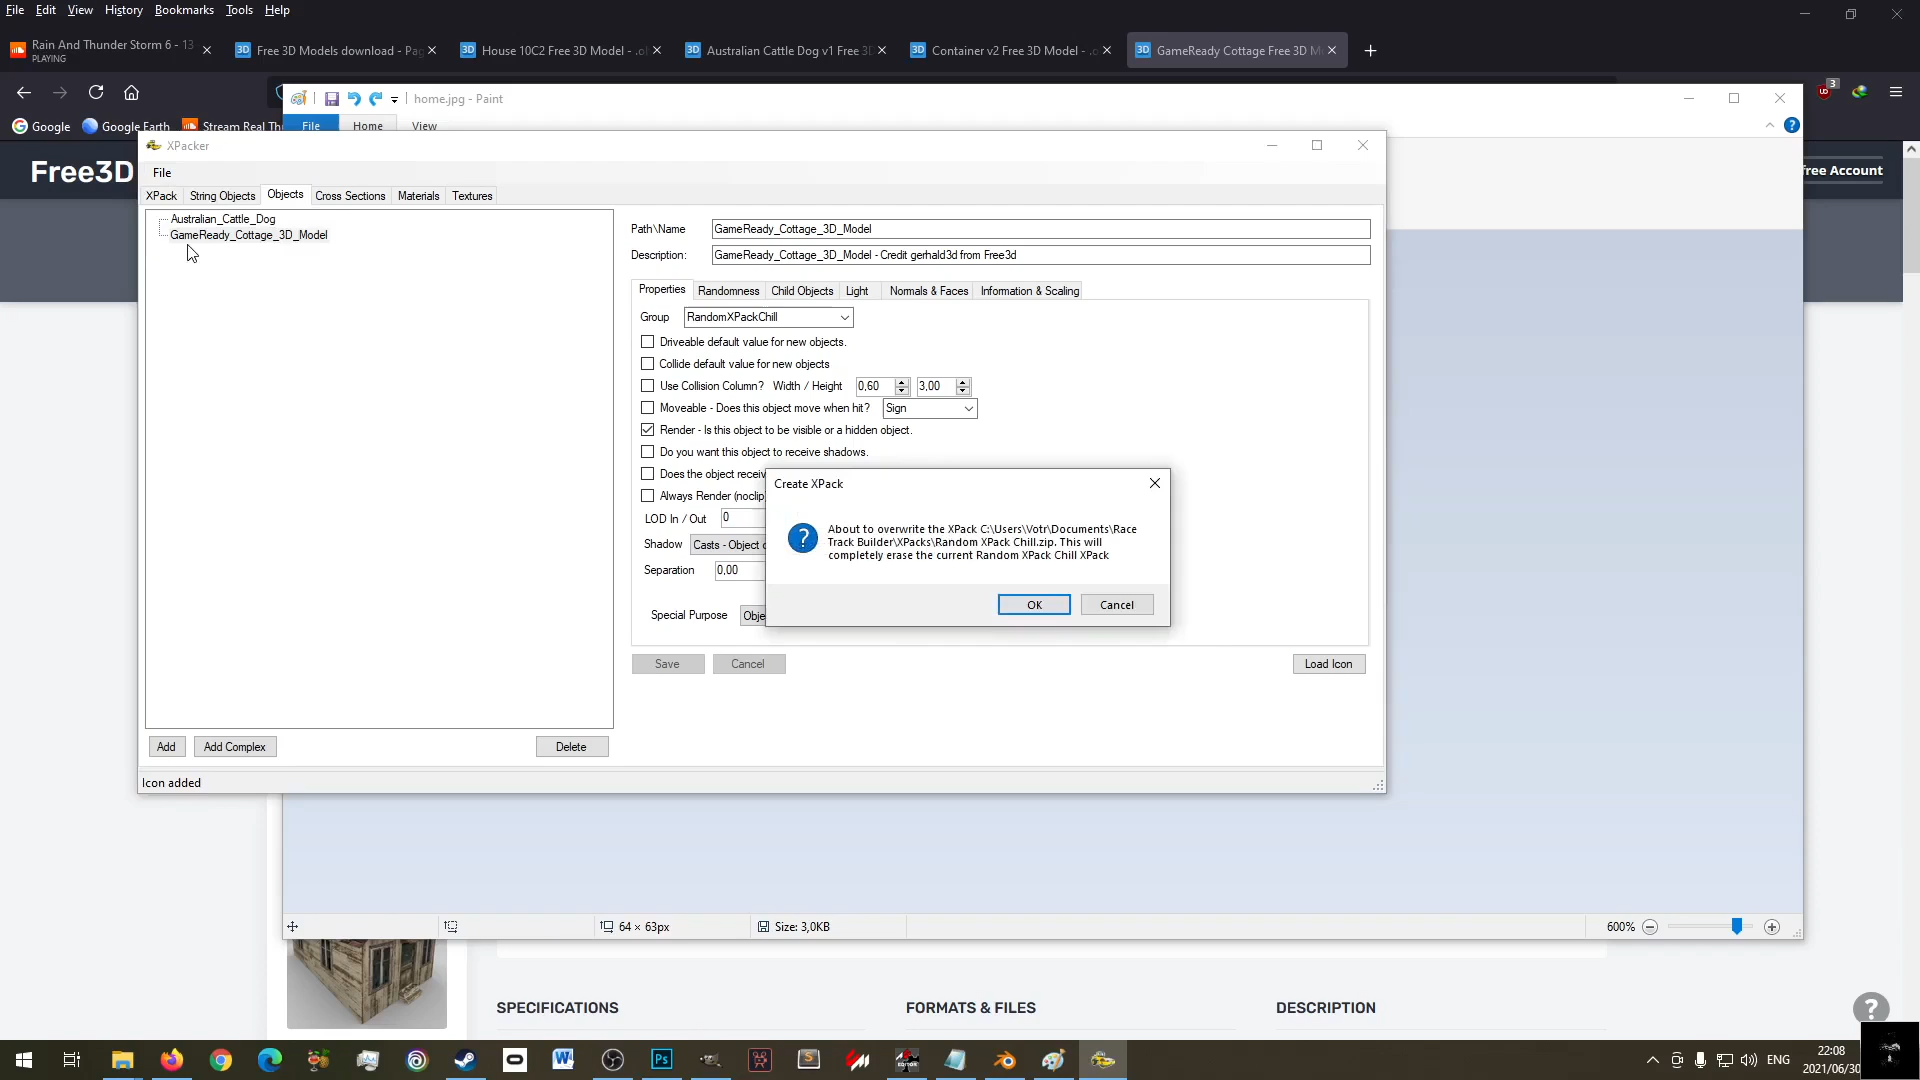 File Edit View History Bookmarks Tools Help
Rain And Thunder Storm 6 - 13
PLAYING
Free 3D Models download - Pag
House 10C2 Free 3D Model - .o
Australian Cattle Dog v1 Free 3D
Container v2 Free 3D Model - .
GameReady Cottage Free 3D M
home.jpg - Paint
3
Google Google Earth Stream Real Th
File Home View
XPacker
Free3D
ree Account
File
XPack String Objects Objects Cross Sections Materials Textures
Australian_Cattle_Dog
GameReady_Cottage_3D_Model
Path\Name GameReady_Cottage_3D_Model
Description: GameReady_Cottage_3D_Model - Credit gerhald3d from Free3d
Properties Randomness Child Objects Light Normals & Faces Information & Scaling
Group RandomXPackChill
Driveable default value for new objects.
Collide default value for new objects
Use Collision Column? Width / Height 0,60 3,00
Moveable - Does this object move when hit? Sign
Render - Is this object to be visible or a hidden object.
Do you want this object to receive shadows.
Does the object receiv
Always Render (noclip
LOD In / Out 0
Shadow Casts - Object c
Separation 0,00
Special Purpose Obje
Create XPack
About to overwrite the XPack C:\Users\Votr\Documents\Race
Track Builder\XPacks\Random XPack Chill.zip. This will
completely erase the current Random XPack Chill XPack
OK Cancel
Save Cancel Load Icon
Add Add Complex Delete
Icon added
64 × 63px Size: 3,0KB 600%
SPECIFICATIONS FORMATS & FILES DESCRIPTION
ENG
22:08
2021/06/30